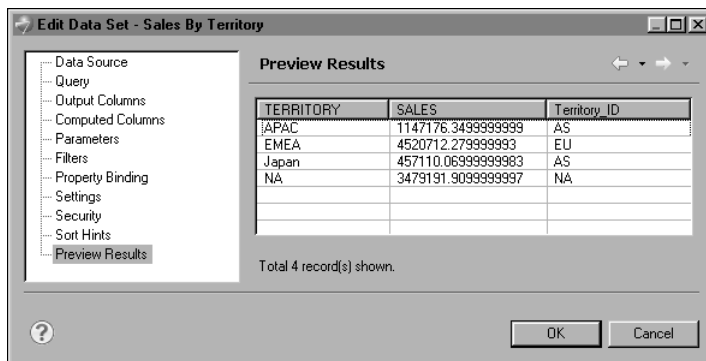 Edit Data Set - Sales By Territory
Data Source
Query
Output Columns
Computed Columns
Parameters
Filters
Property Binding
Settings
Security
Sort Hints
Preview Results
Preview Results
TERRITORY SALES Territory_ID
APAC 1147176.3499999999 AS
EMEA 4520712.279999993 EU
Japan 457110.06999999983 AS
NA 3479191.9099999997 NA
Total 4 record(s) shown.
?
OK Cancel